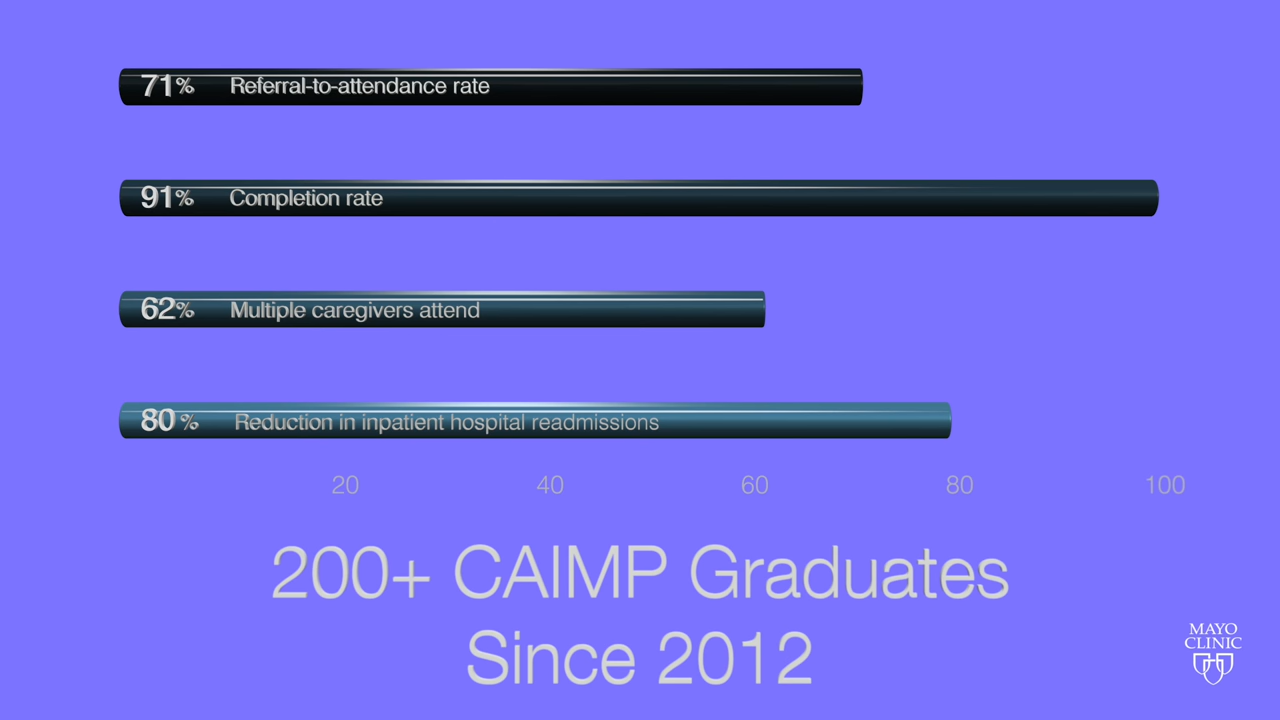 71% Referral-to-attendance rate
91% Completion rate
62% Multiple caregivers attend
80 % Reduction in inpatient hospital readmissions
20 40 60 80 100
200+ CAIMP Graduates
Since 2012
MAYO
CLINIC